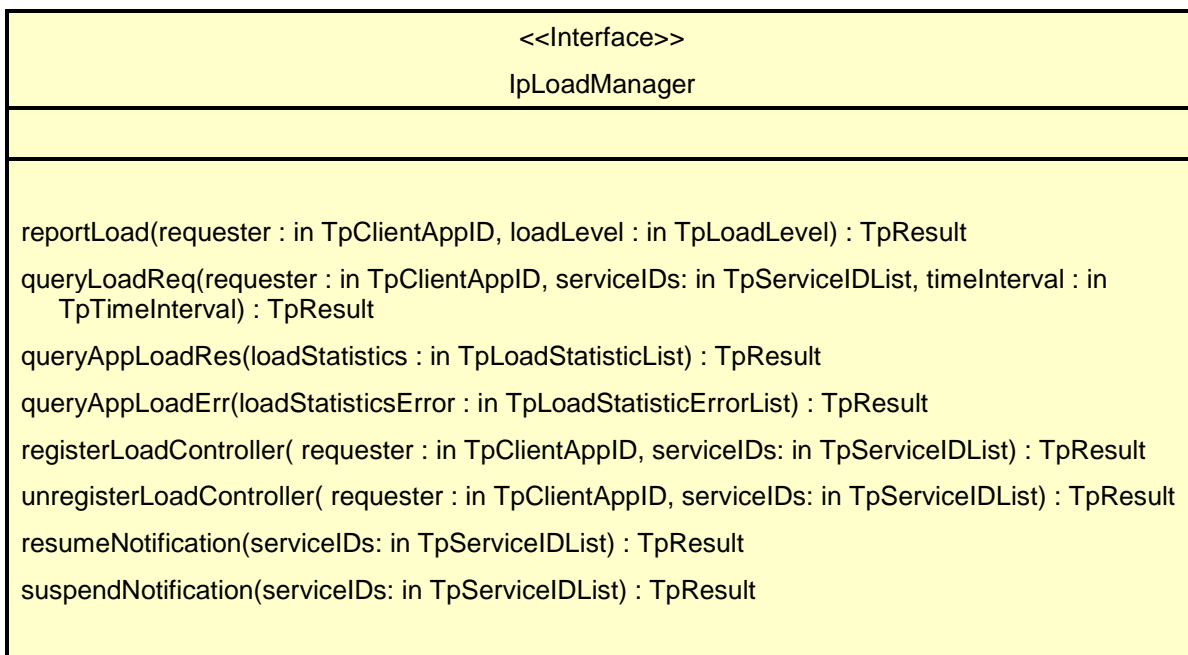 <<Interface>>
IpLoadManager
reportLoad(requester : in TpClientAppID, loadLevel : in TpLoadLevel) : TpResult
queryLoadReq(requester : in TpClientAppID, serviceIDs: in TpServiceIDList, timeInterval : in
TpTimeInterval) : TpResult
queryAppLoadRes(loadStatistics : in TpLoadStatisticList) : TpResult
queryAppLoadErr(loadStatisticsError : in TpLoadStatisticErrorList) : TpResult
registerLoadController( requester : in TpClientAppID, serviceIDs: in TpServiceIDList) : TpResult
unregisterLoadController( requester : in TpClientAppID, serviceIDs: in TpServiceIDList) : TpResult
resumeNotification(serviceIDs: in TpServiceIDList) : TpResult
suspendNotification(serviceIDs: in TpServiceIDList) : TpResult